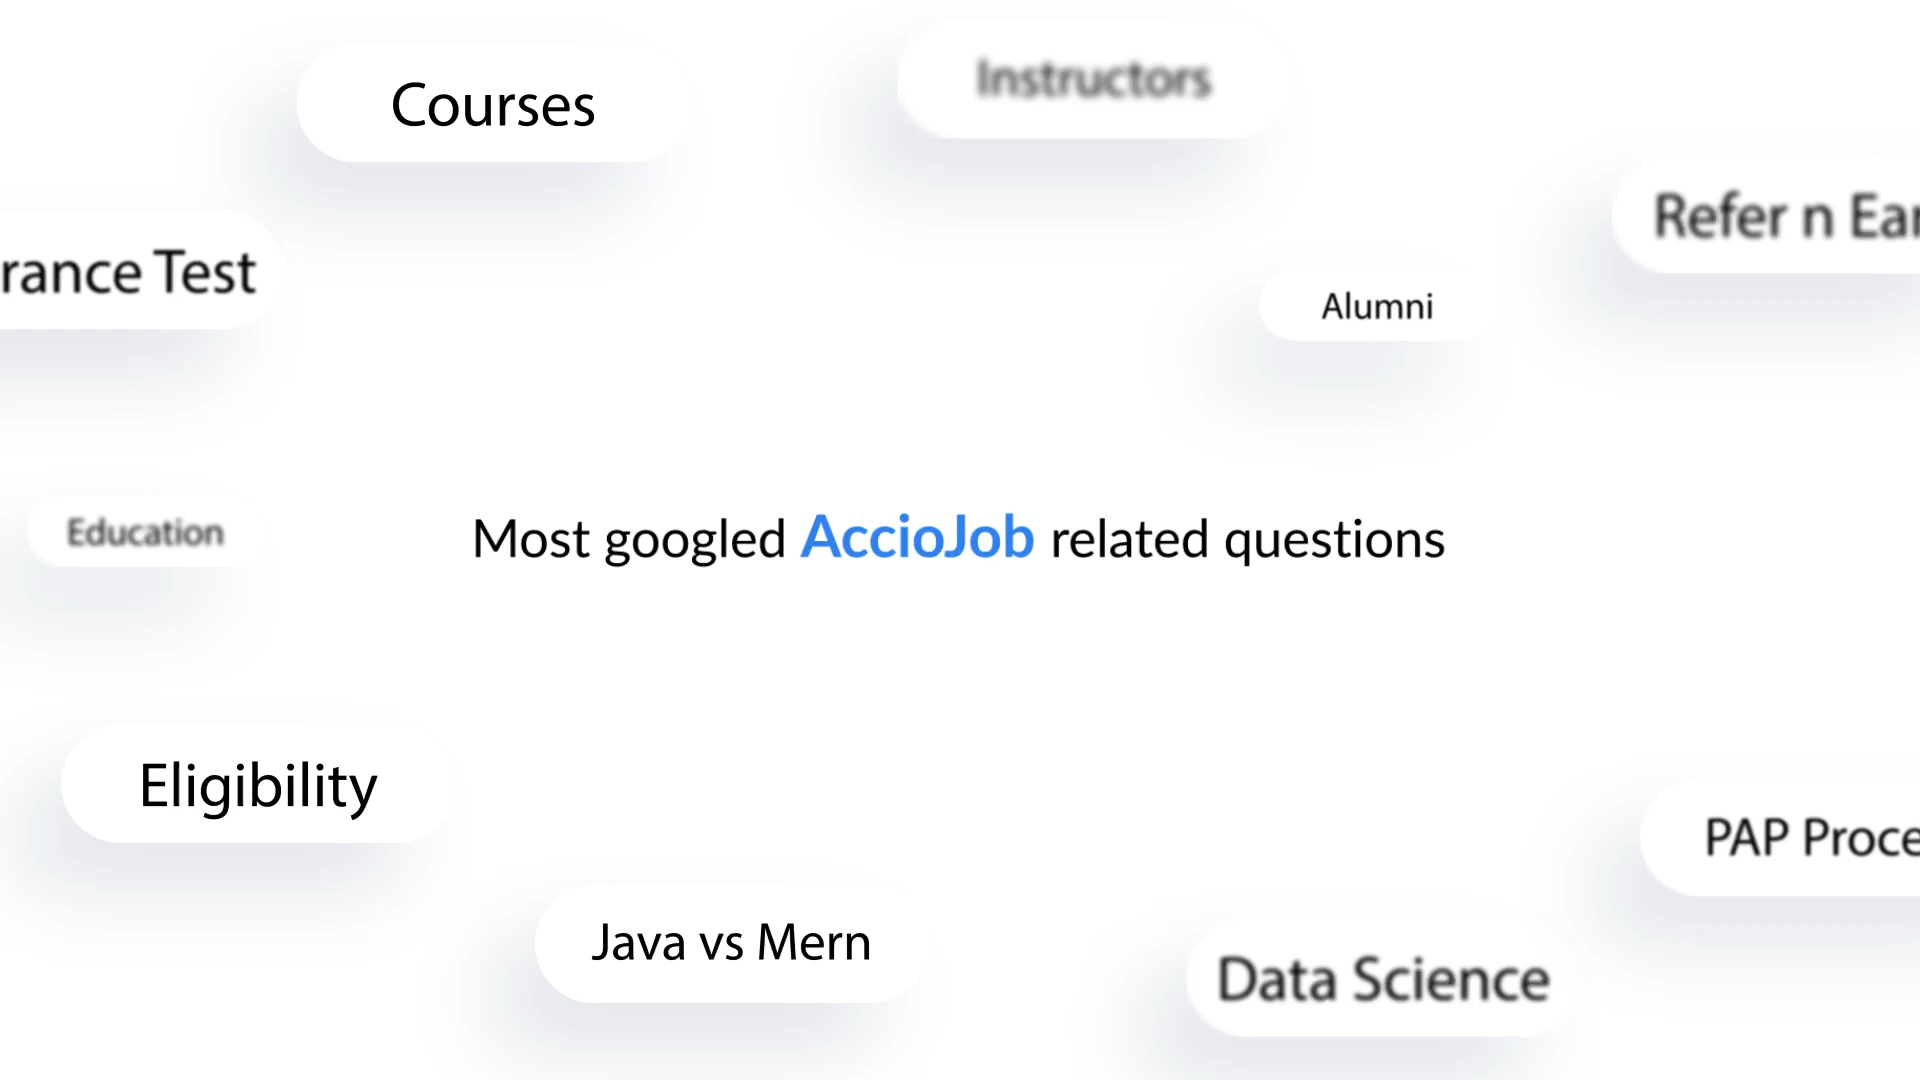 Courses
Instructors
Refer n Ear
rance Test
Alumni
Education
Most googled AccioJob related questions
Eligibility
PAP Proce
Java vs Mern
Data Science